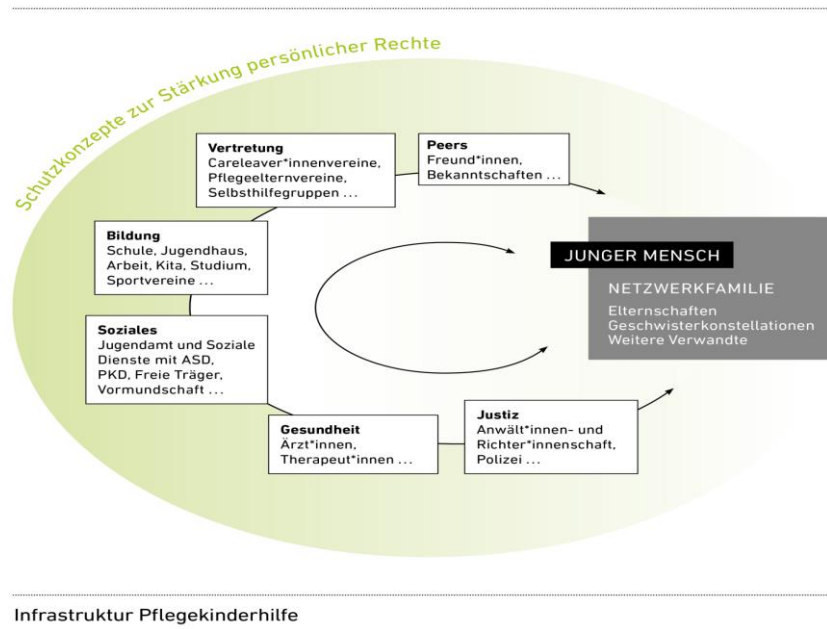 Schutzkonzepte zur Stärkung persönlicher Rechte
Vertretung
Careleaver*innenvereine,
Pflegeelternvereine,
Selbsthilfegruppen ...
Peers
Freund*innen,
Bekanntschaften ...
Bildung
Schule, Jugendhaus,
Arbeit, Kita, Studium,
Sportvereine ...
JUNGER MENSCH
NETZWERKFAMILIE
Elternschaften
Geschwisterkonstellationen
Weitere Verwandte
Soziales
Jugendamt und Soziale
Dienste mit ASD,
PKD, Freie Träger,
Vormundschaft ...
Gesundheit
Ärzt*innen,
Therapeut*innen ...
Justiz
Anwält*innen- und
Richter*innenschaft,
Polizei ...
Infrastruktur Pflegekinderhilfe